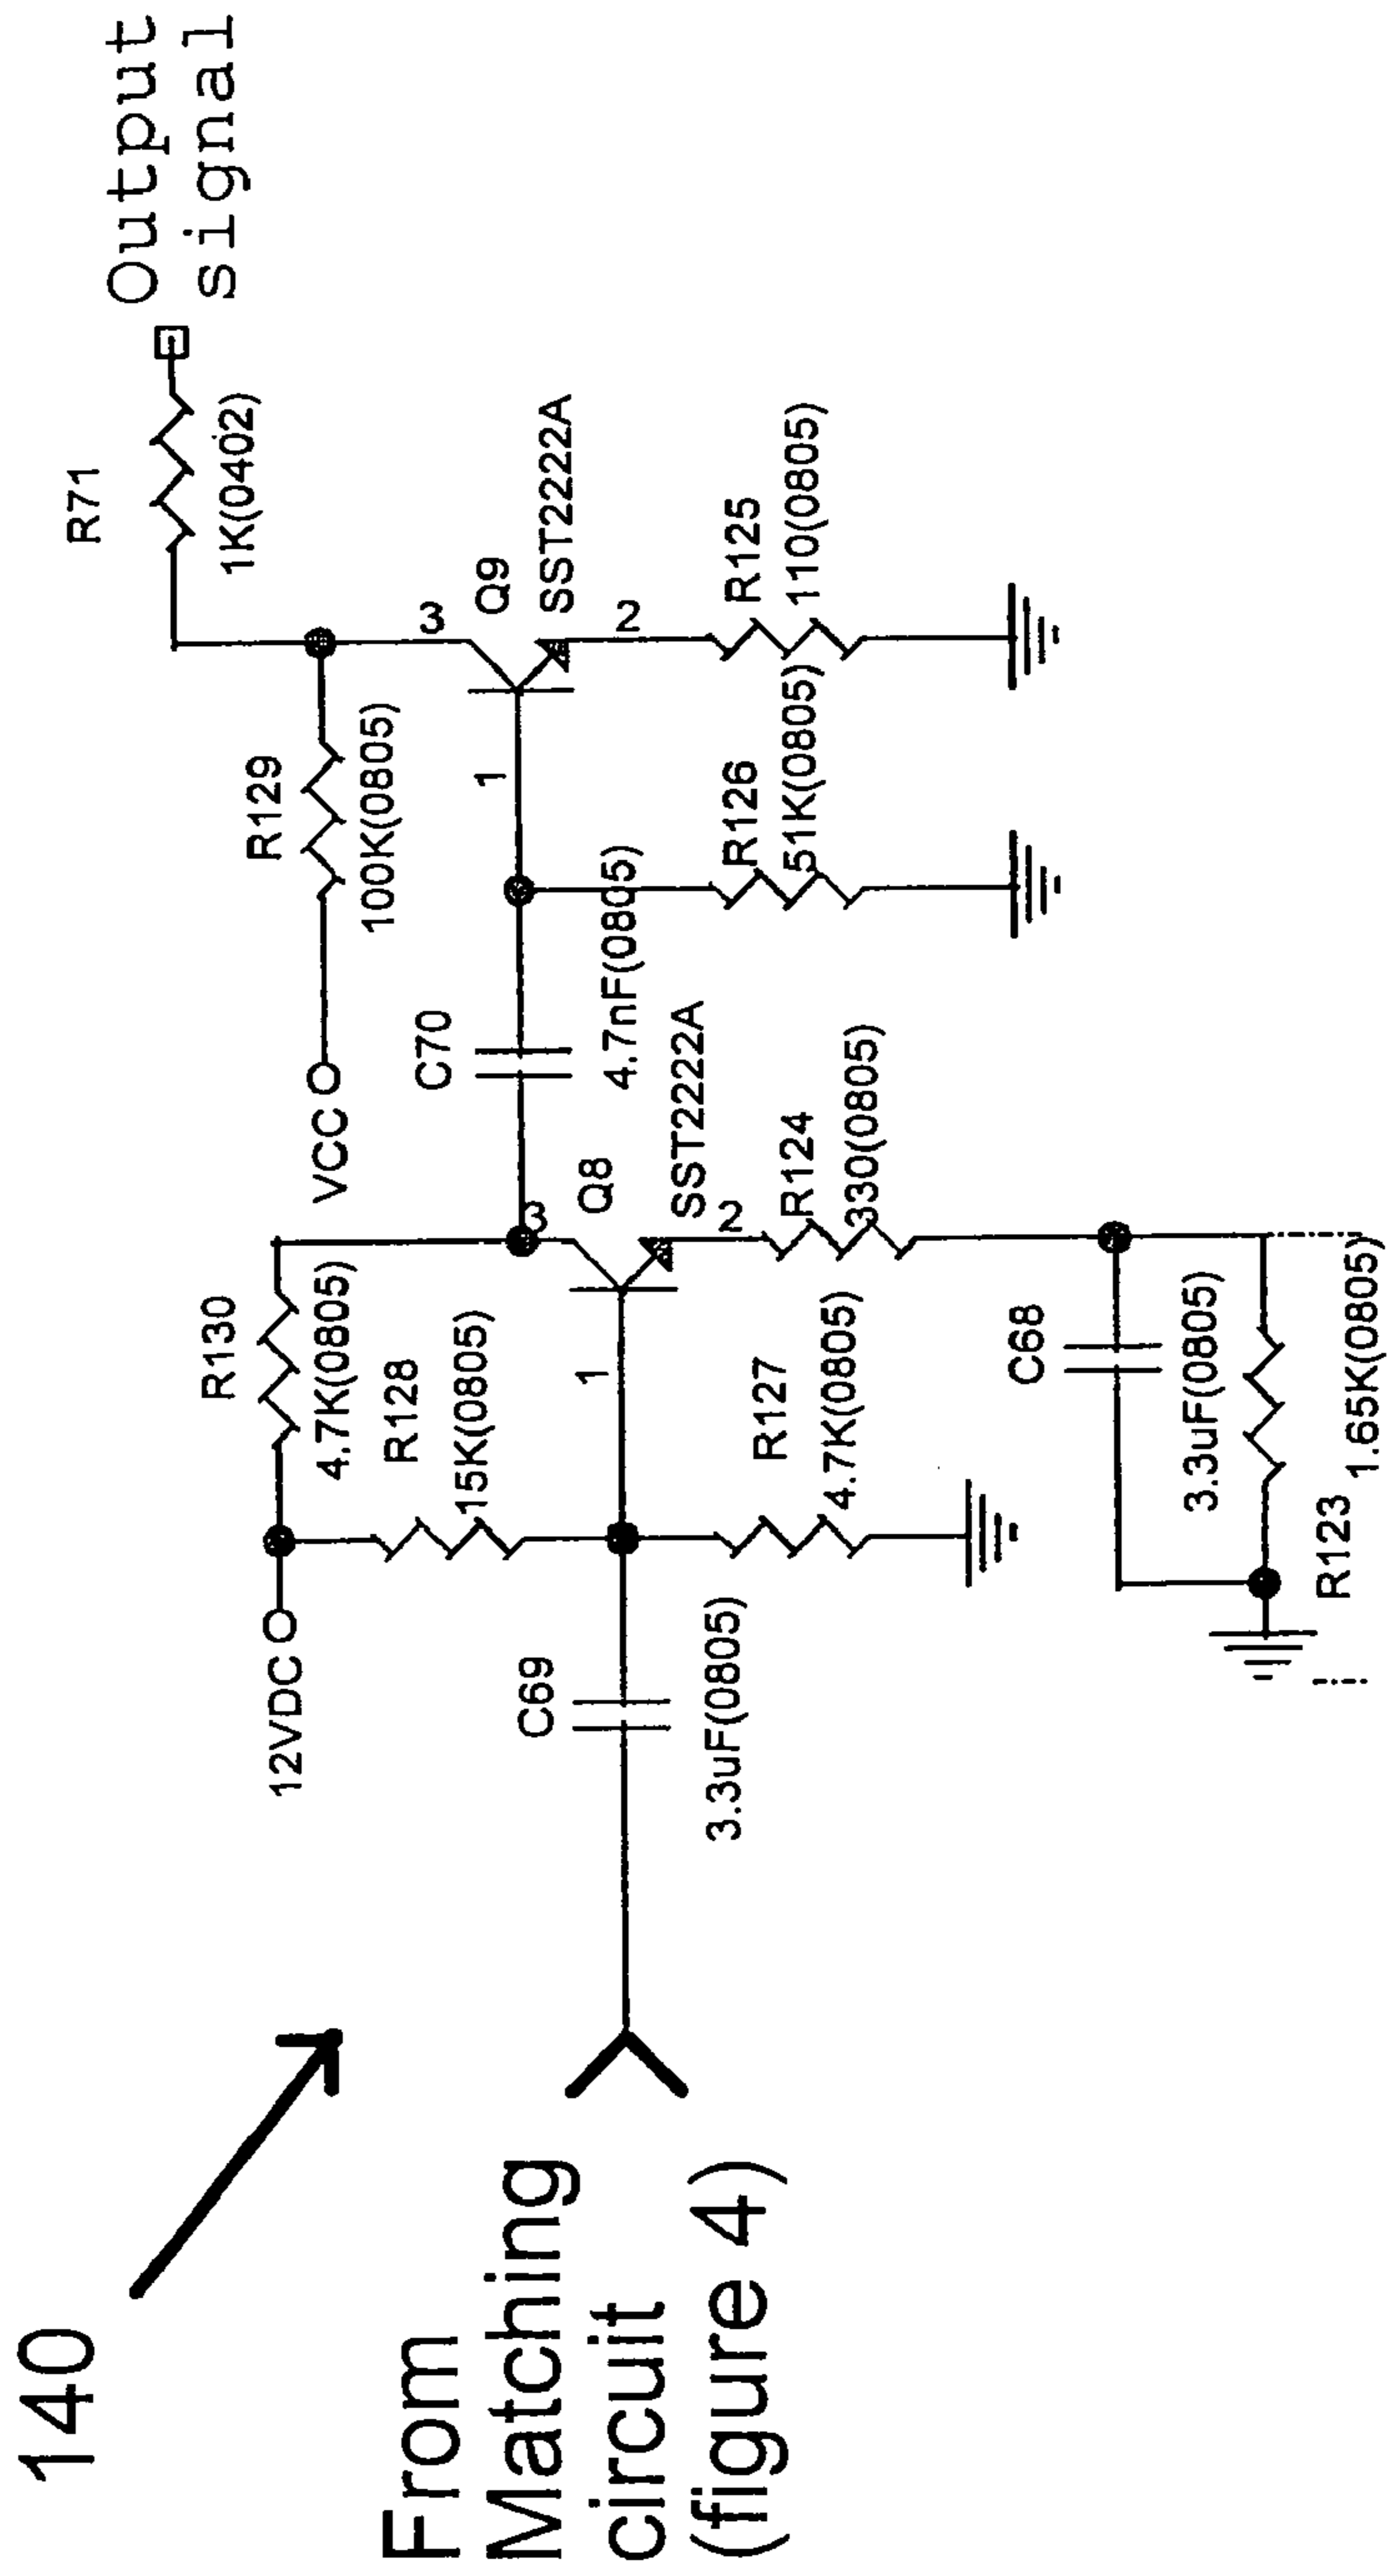 140
From
Matching
circuit
(figure 4)
12VDC
C69
3.3uF(0805)
R130
4.7K(0805)
R128
15K(0805)
1
R127
4.7K(0805)
3
Q8
SST2222A
2
R124
330(0805)
C68
3.3uF(0805)
R123
1.65K(0805)
VCC
C70
4.7nF(0805)
R129
100K(0805)
1
R126
51K(0805)
3
Q9
SST2222A
2
R125
110(0805)
R71
1K(0402)
Output
signal